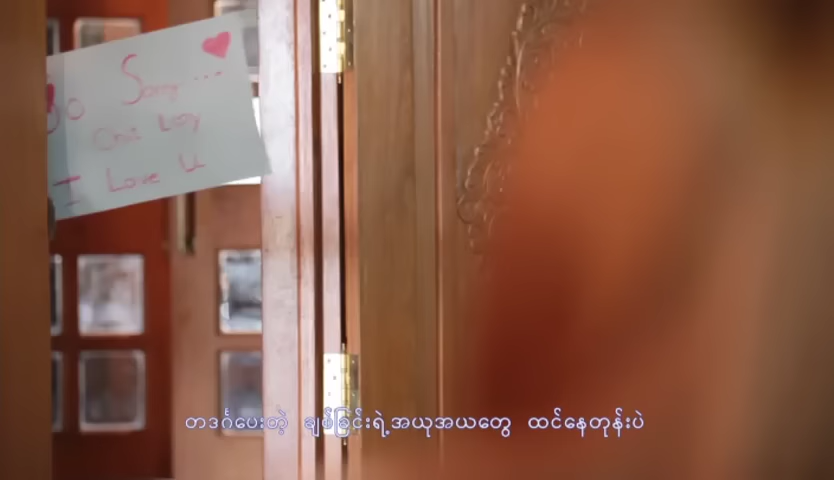 So Sorry...
I Love U
တဒင်္ဂပေးတဲ့ ချစ်ခြင်းရဲ့အယုအယတွေ ထင်နေတုန်းပဲ